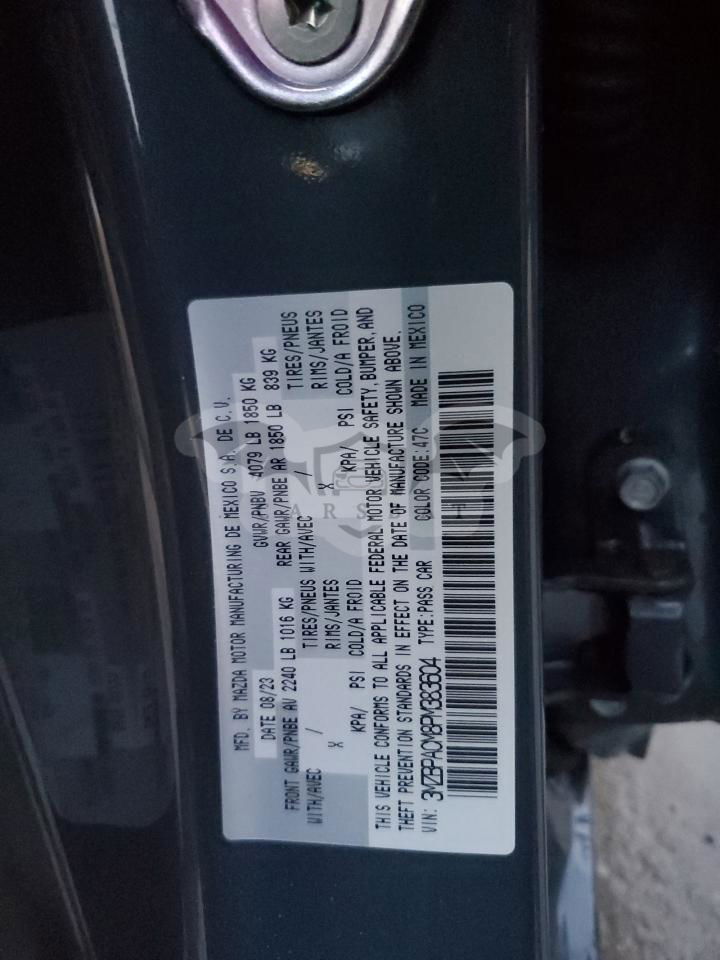 MFD. BY MAZDA MOTOR MANUFACTURING DE MEXICO S.A. DE C.V.
DATE 08/23 GVWR/PNBV 4079 LB 1850 KG
FRONT GAWR/PNBE AV 2240 LB 1016 KG REAR GAWR/PNBE AR 1850 LB 839 KG
WITH/AVEC / TIRES/PNEUS WITH/AVEC / TIRES/PNEUS
X RIMS/JANTES X RIMS/JANTES
KPA/ PSI COLD/A FROID KPA/ PSI COLD/A FROID
THIS VEHICLE CONFORMS TO ALL APPLICABLE FEDERAL MOTOR VEHICLE SAFETY, BUMPER, AND
THEFT PREVENTION STANDARDS IN EFFECT ON THE DATE OF MANUFACTURE SHOWN ABOVE.
VIN: 3MZBPACM8PM383604 TYPE:PASS CAR COLOR CODE:47C MADE IN MEXICO